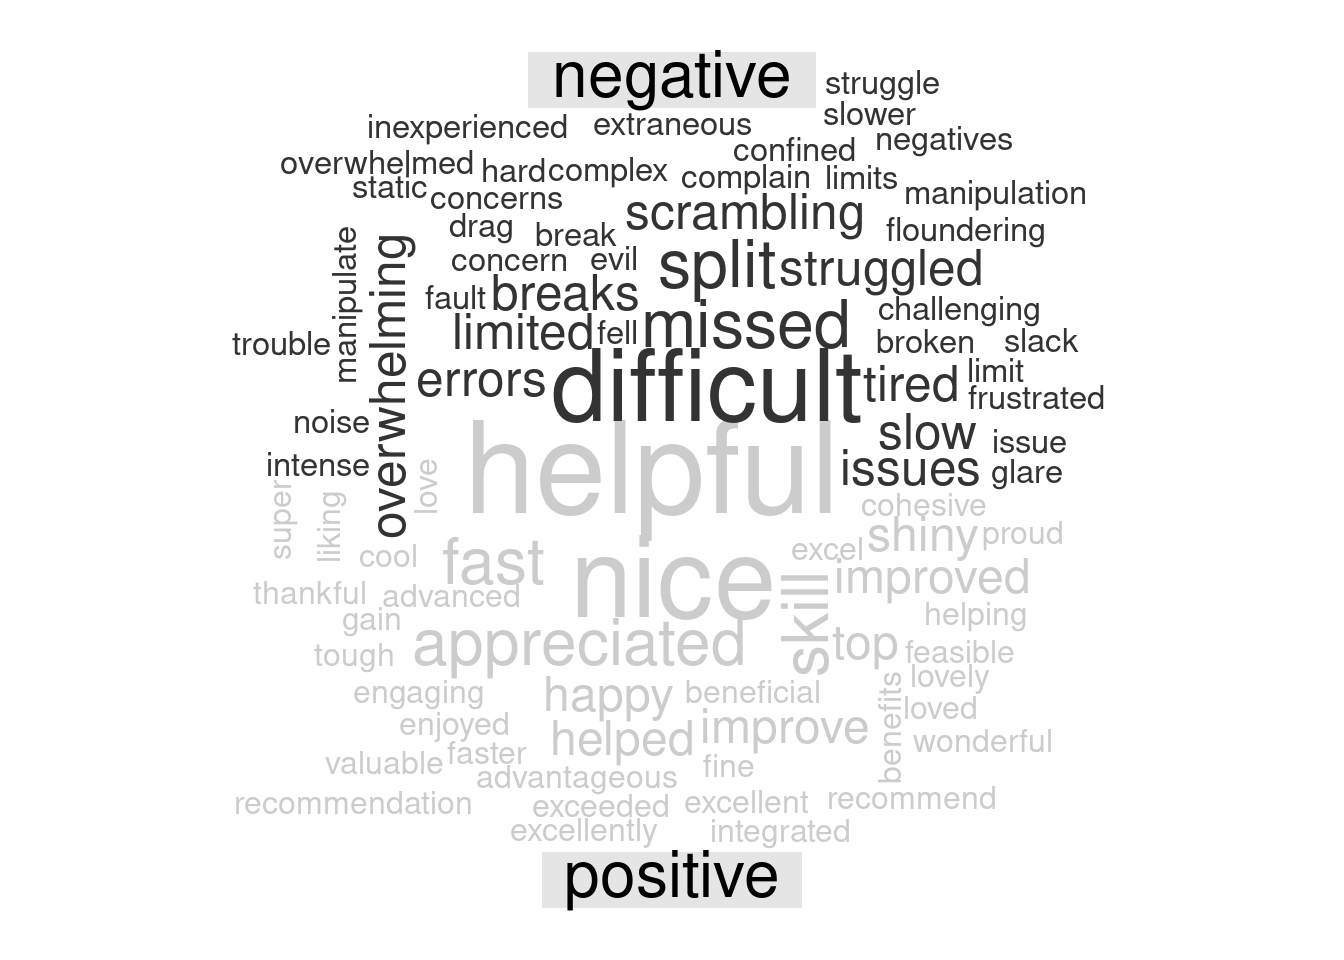 negative
struggle
slower
inexperienced
extraneous
negatives
confined
overwhelmed
hard
complex
complain
limits
static
concerns
manipulation
scrambling
drag
break
floundering
manipulate
overwhelming
concern
evil
split
struggled
fault
breaks
challenging
limited
fell
missed
trouble
broken
slack
errors
difficult
tired
limit
frustrated
noise
helpful
slow
issue
intense
issues
glare
love
super
liking
cohesive
shiny
proud
cool
fast
nice
excel
skill
improved
thankful
advanced
gain
helping
tough
appreciated
top
feasible
engaging
happy
beneficial
benefits
lovely
loved
enjoyed
helped
improve
wonderful
valuable
faster
advantageous
fine
recommendation
exceeded
excellent
recommend
excellently
integrated
positive